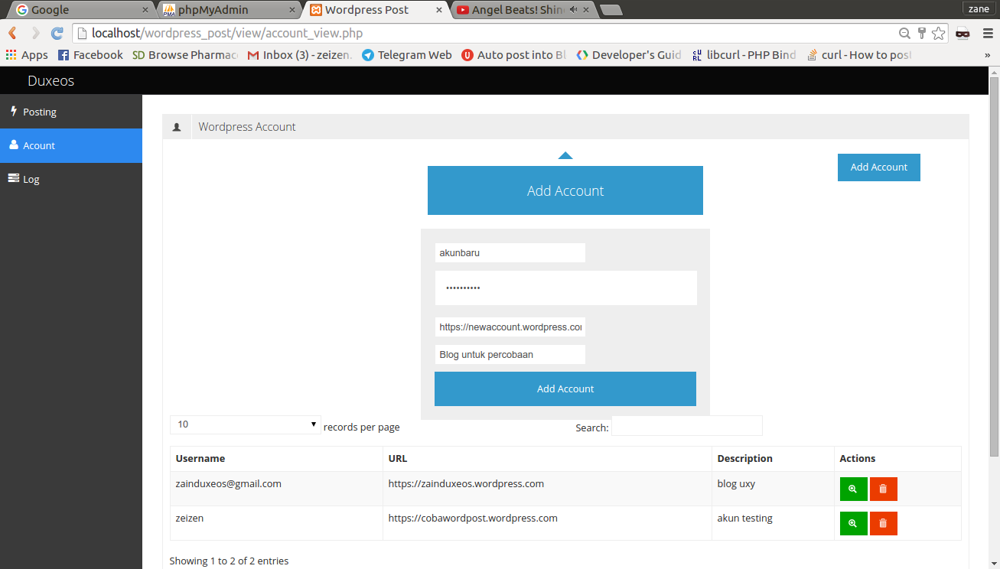 zane
Google
phpMyAdmin
Wordpress Post
Angel Beats! Shin
localhost/wordpress_post/view/account_view.php
Apps
Facebook
SD Browse Pharmac
Inbox (3) - zeizen.
Telegram Web
Auto post into Bl
Developer's Guid
libcurl - PHP Bind
curl - How to post
»
Duxeos
Posting
Acount
Log
Wordpress Account
Add Account
Add Account
akunbaru
••••••••••
https://newaccount.wordpress.co
Blog untuk percobaan
Add Account
10 records per page
Search:
Username URL Description Actions
zainduxeos@gmail.com https://zainduxeos.wordpress.com blog uxy
zeizen https://cobawordpost.wordpress.com akun testing
Showing 1 to 2 of 2 entries